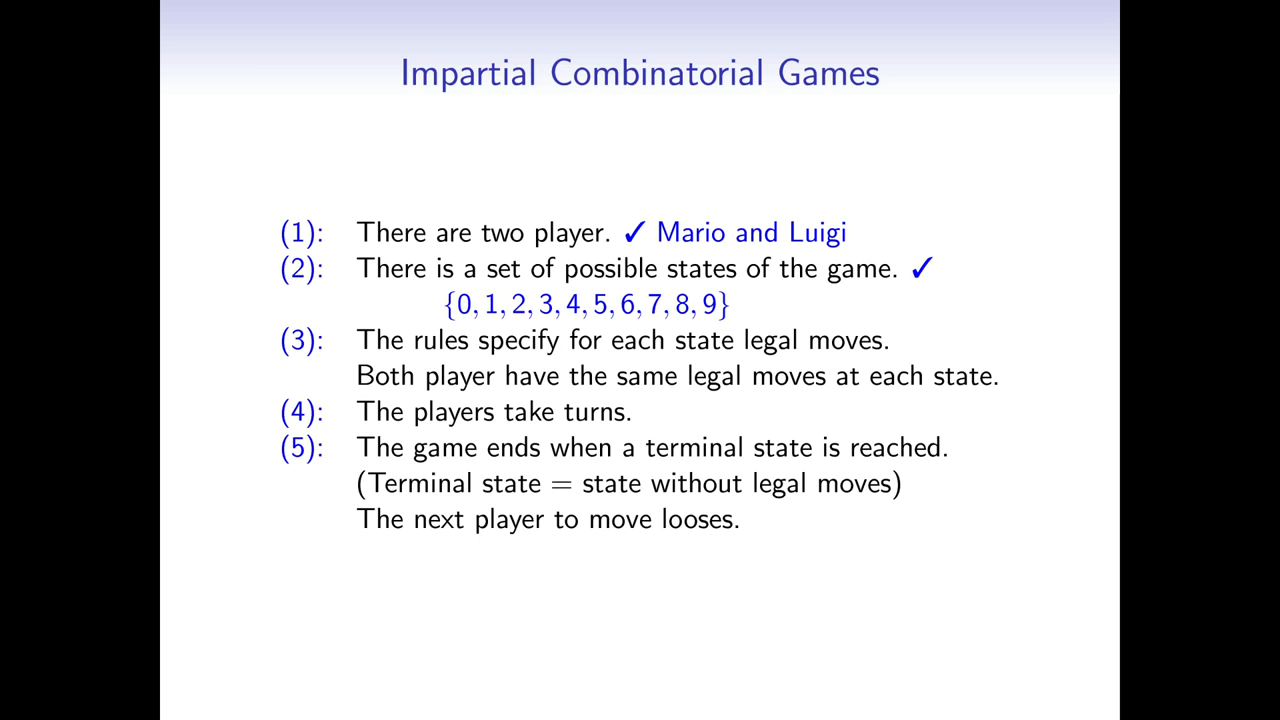 Impartial Combinatorial Games
(1): There are two player. ✓ Mario and Luigi
(2): There is a set of possible states of the game. ✓
{0, 1, 2, 3, 4, 5, 6, 7, 8, 9}
(3): The rules specify for each state legal moves.
Both player have the same legal moves at each state.
(4): The players take turns.
(5): The game ends when a terminal state is reached.
(Terminal state = state without legal moves)
The next player to move looses.